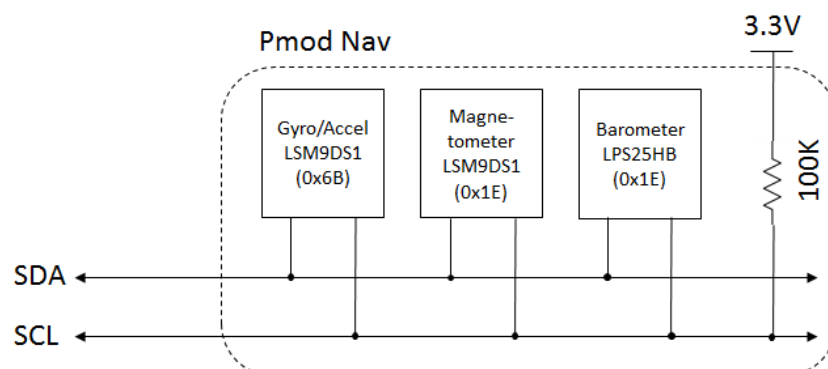 Pmod Nav
3.3V
Gyro/Accel
LSM9DS1
(0x6B)
Magne-
tometer
LSM9DS1
(0x1E)
Barometer
LPS25HB
(0x1E)
100K
SDA
SCL